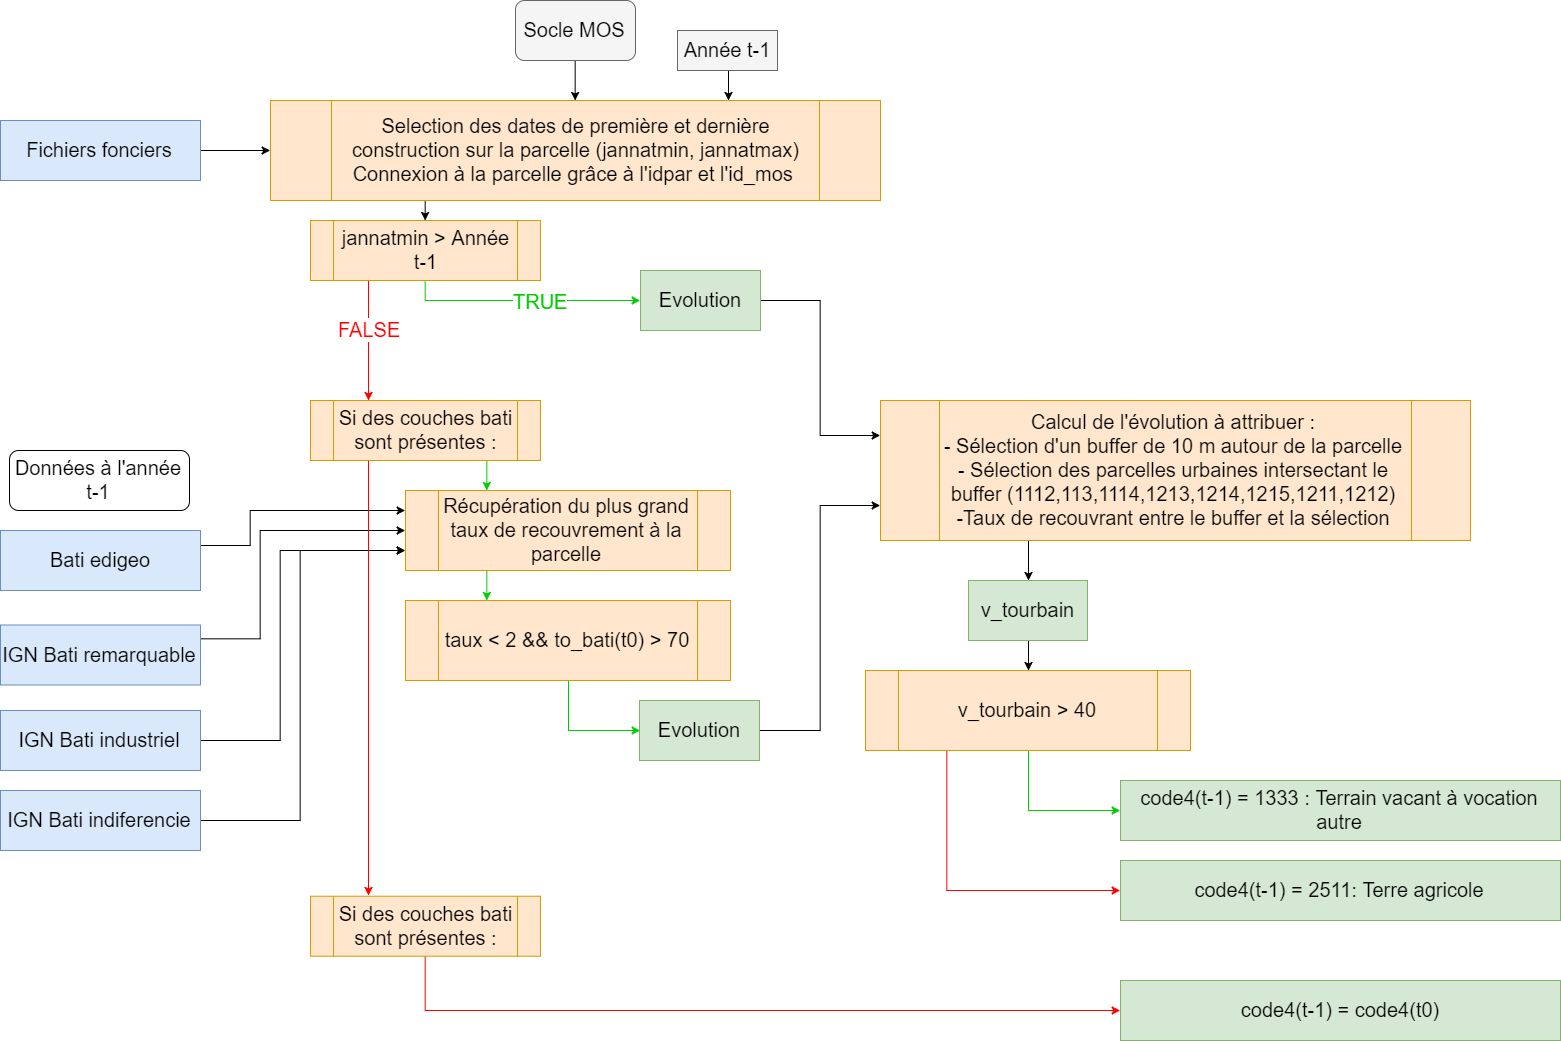 Socle MOS
Année t-1
Fichiers fonciers
Selection des dates de première et dernière
construction sur la parcelle (jannatmin, jannatmax)
Connexion à la parcelle grâce à l'idpar et l'id_mos
jannatmin > Année
t-1
TRUE
Evolution
FALSE
Si des couches bati
sont présentes :
Calcul de l'évolution à attribuer :
- Sélection d'un buffer de 10 m autour de la parcelle
- Sélection des parcelles urbaines intersectant le
buffer (1112,113,1114,1213,1214,1215,1211,1212)
-Taux de recouvrant entre le buffer et la sélection
Données à l'année
t-1
Récupération du plus grand
taux de recouvrement à la
parcelle
Bati edigeo
v_tourbain
taux < 2 && to_bati(t0) > 70
IGN Bati remarquable
v_tourbain > 40
Evolution
IGN Bati industriel
code4(t-1) = 1333 : Terrain vacant à vocation
autre
IGN Bati indiferencie
code4(t-1) = 2511: Terre agricole
Si des couches bati
sont présentes :
code4(t-1) = code4(t0)